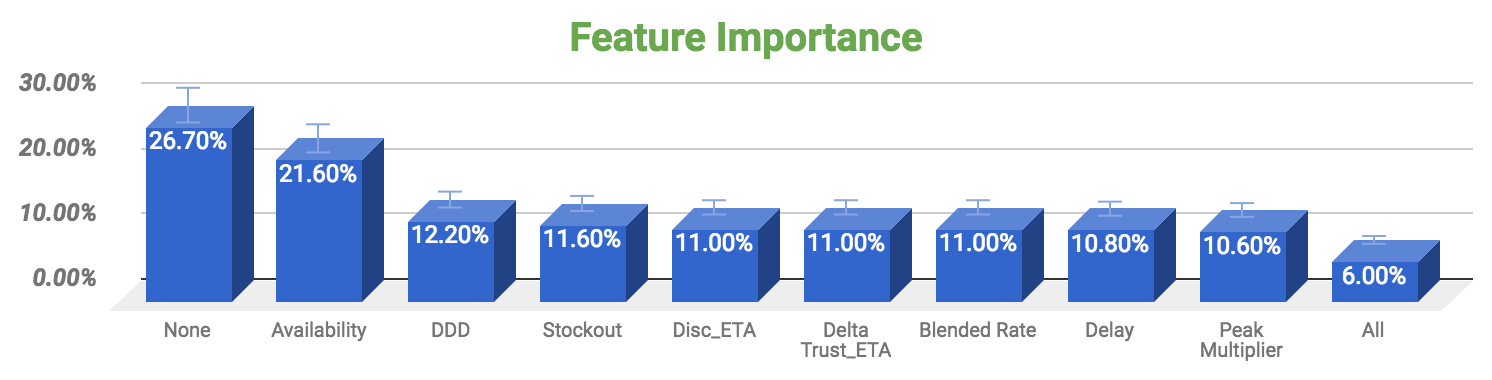 Feature Importance
30.00%
20.00%
10.00%
0.00%
26.70%
21.60%
12.20%
11.60%
11.00%
11.00%
11.00%
10.80%
10.60%
6.00%
None
Availability
DDD
Stockout
Disc_ETA
Delta
Trust_ETA
Blended Rate
Delay
Peak
Multiplier
All